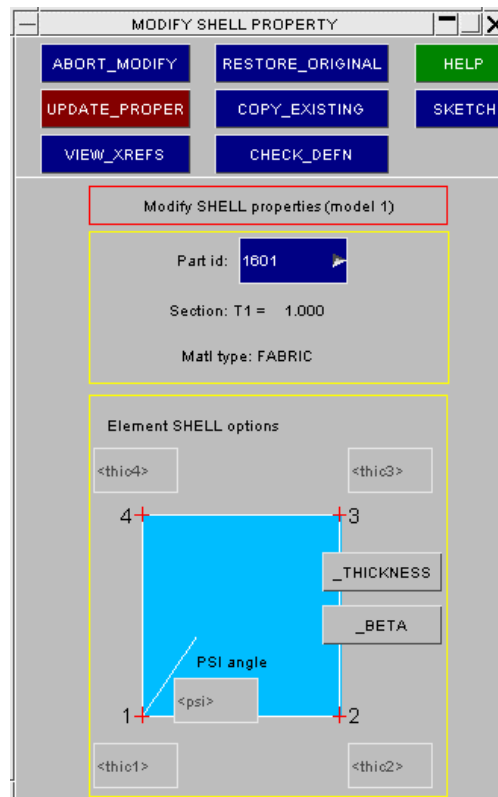 MODIFY SHELL PROPERTY
ABORT_MODIFY RESTORE_ORIGINAL HELP
UPDATE_PROPER COPY_EXISTING SKETCH
VIEW_XREFS CHECK_DEFN
Modify SHELL properties (model 1)
Part id: 1601
Section: T1 = 1.000
Matl type: FABRIC
Element SHELL options
<thic4> <thic3>
4 3
_THICKNESS
_BETA
PSI angle
<psi>
1 2
<thic1> <thic2>